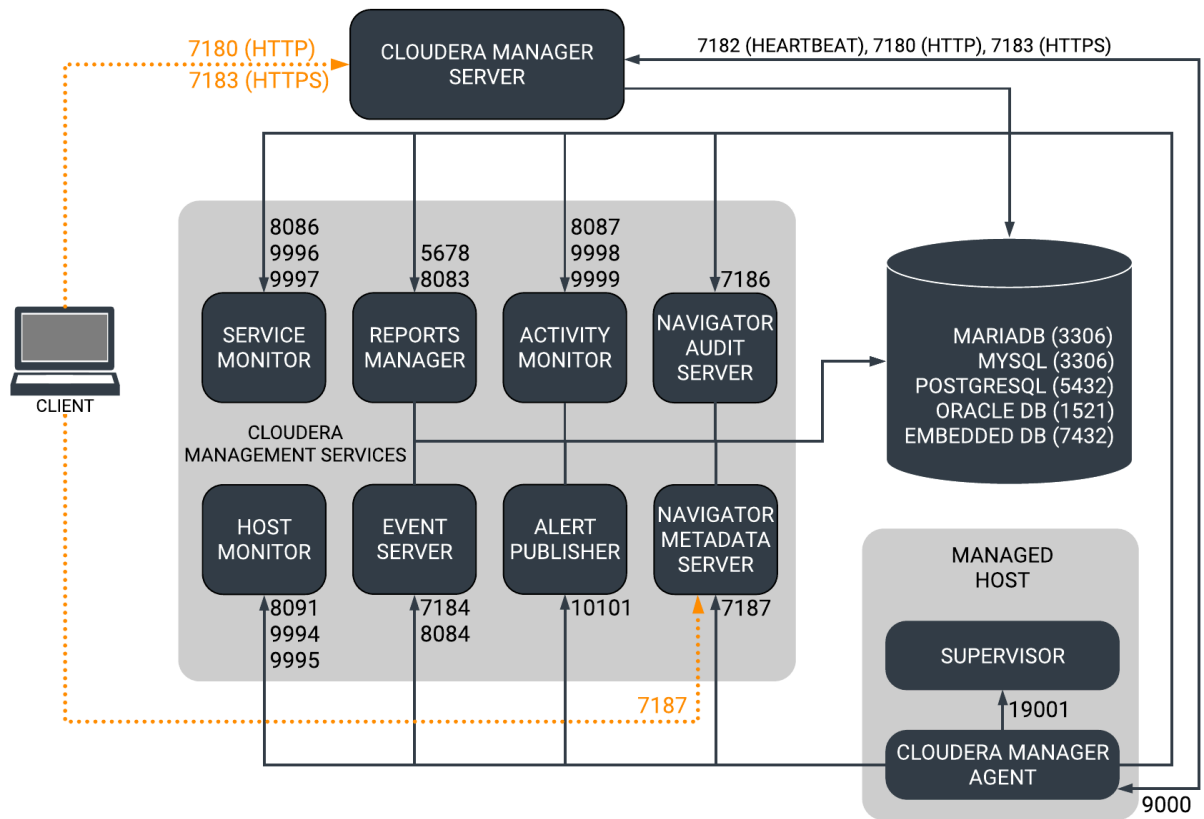 7180 (HTTP)
7183 (HTTPS)
CLOUDERA MANAGER
SERVER
7182 (HEARTBEAT), 7180 (HTTP), 7183 (HTTPS)
8086
9996
9997
5678
8083
8087
9998
9999
7186
SERVICE
MONITOR
REPORTS
MANAGER
ACTIVITY
MONITOR
NAVIGATOR
AUDIT
SERVER
MARIADB (3306)
MYSQL (3306)
POSTGRESQL (5432)
ORACLE DB (1521)
EMBEDDED DB (7432)
CLIENT
CLOUDERA
MANAGEMENT SERVICES
HOST
MONITOR
EVENT
SERVER
ALERT
PUBLISHER
NAVIGATOR
METADATA
SERVER
8091
9994
9995
7184
8084
10101
7187
7187
MANAGED
HOST
SUPERVISOR
19001
CLOUDERA MANAGER
AGENT
9000